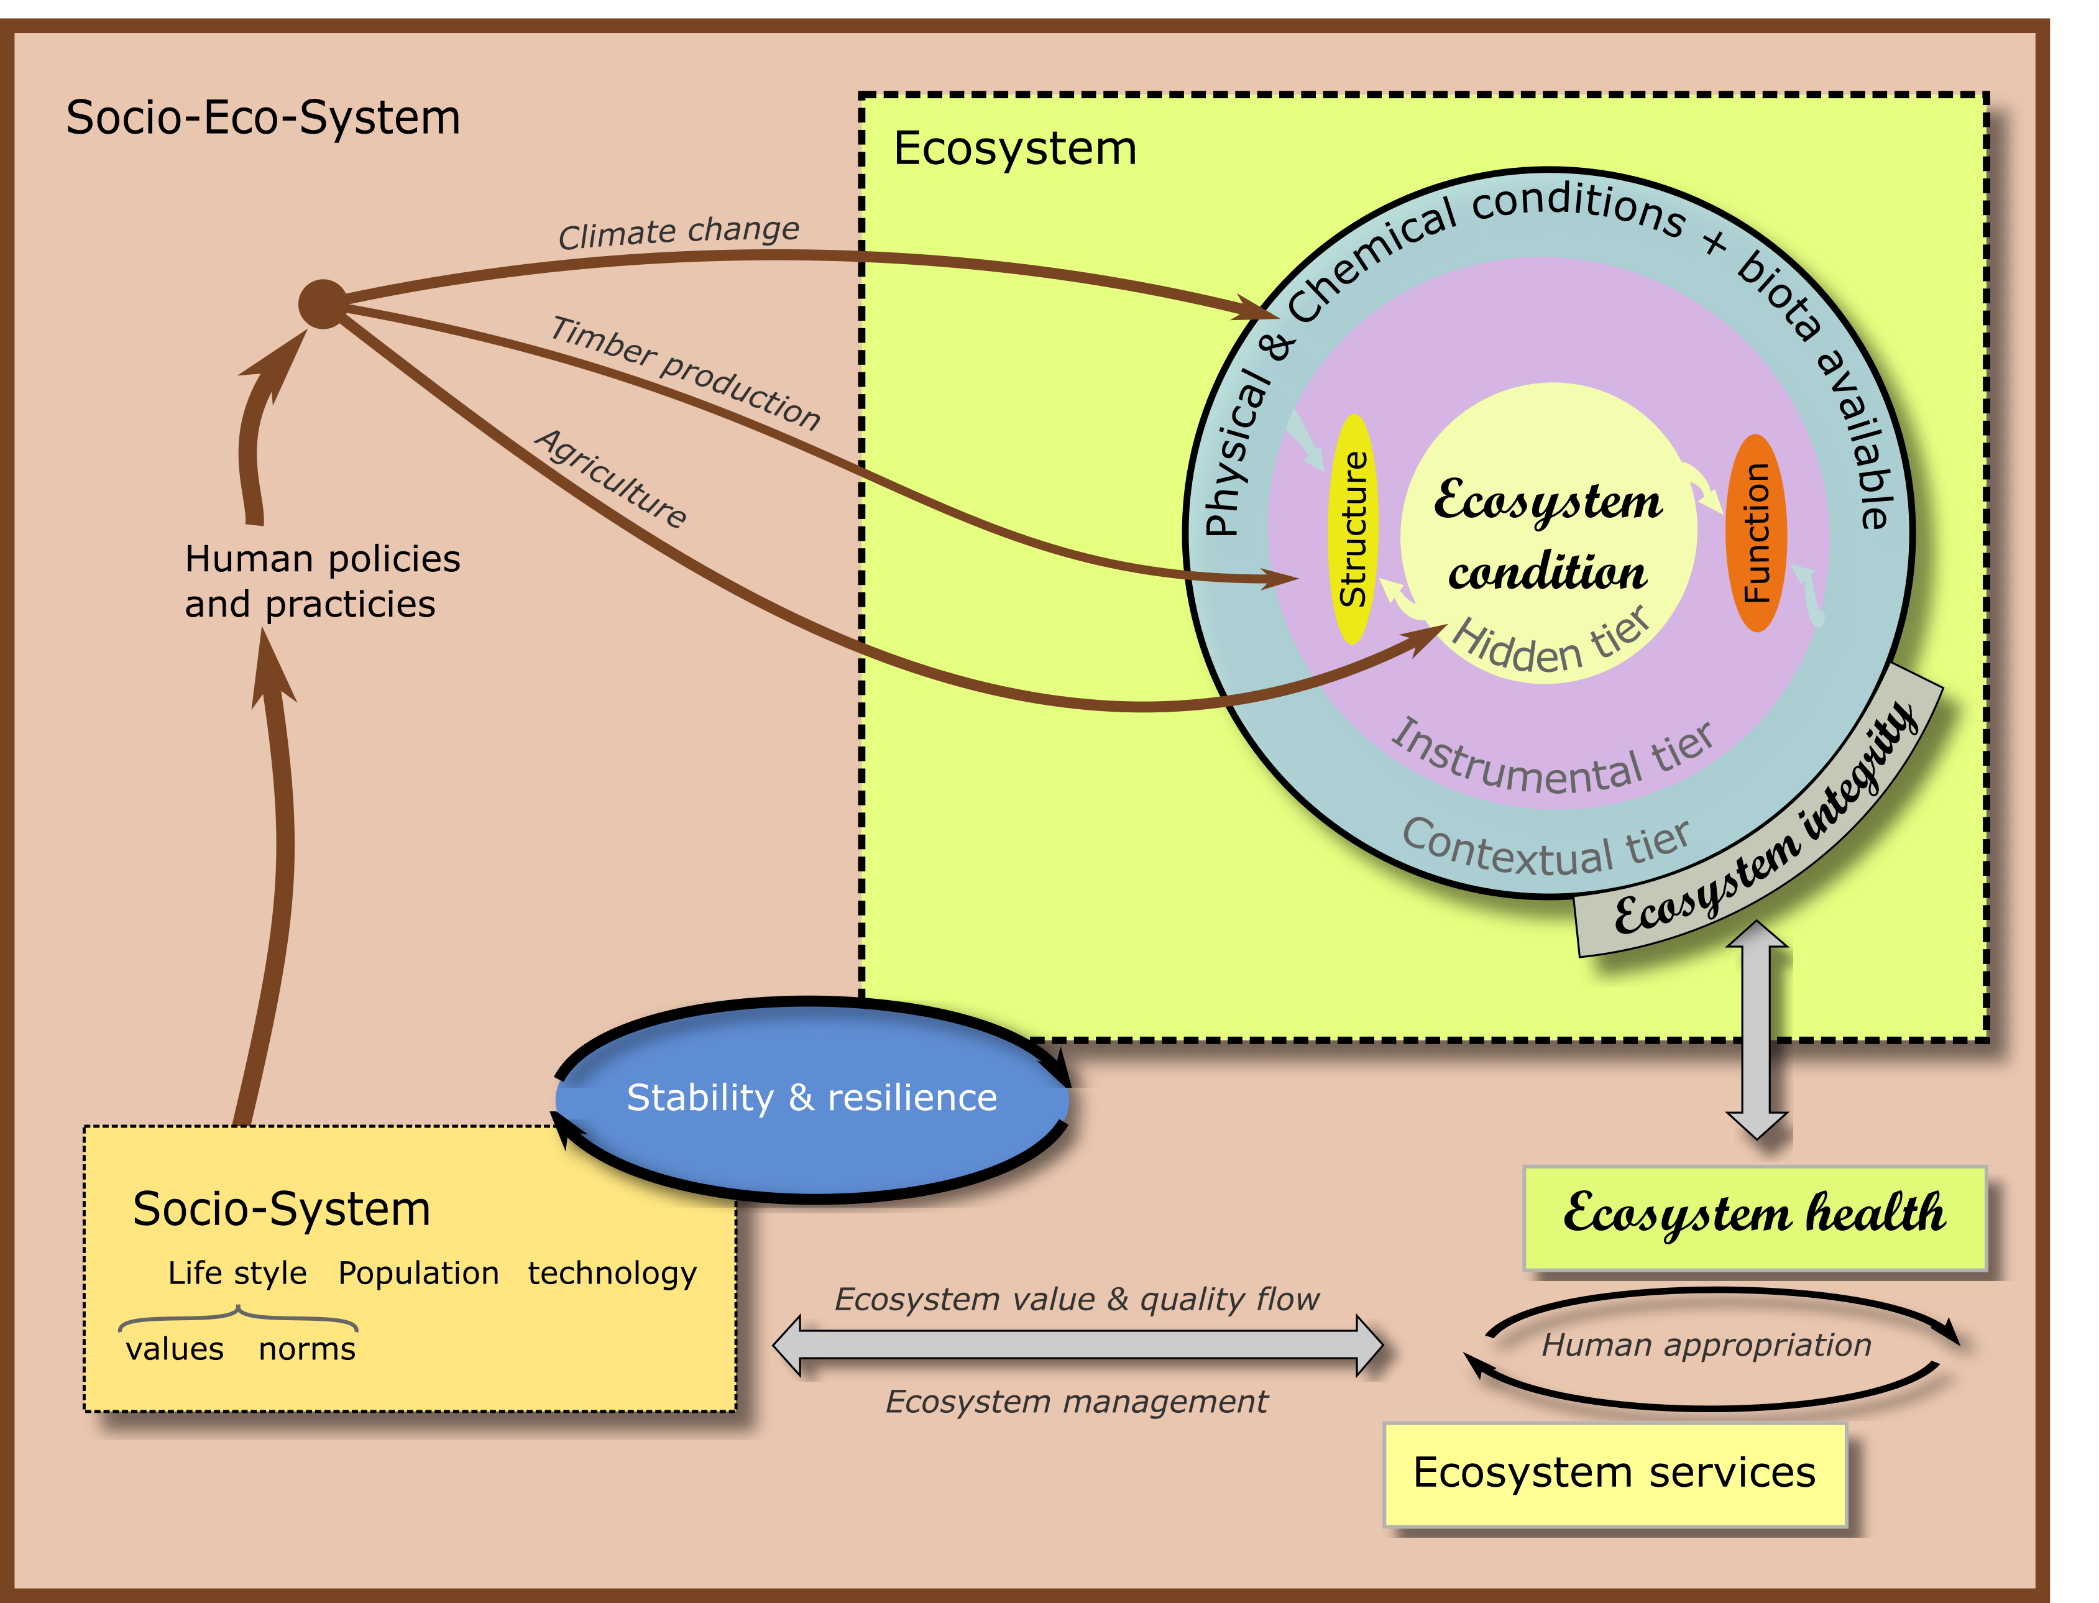 Socio-Eco-System
Ecosystem
Climate change
Timber production
Agriculture
Physical & Chemical conditions + biota available
Structure
Ecosystem
condition
Function
Hidden tier
Instrumental tier
Contextual tier
Ecosystem integrity
Human policies
and practicies
Stability & resilience
Socio-System
Life style Population technology
values norms
Ecosystem value & quality flow
Ecosystem management
Ecosystem health
Human appropriation
Ecosystem services